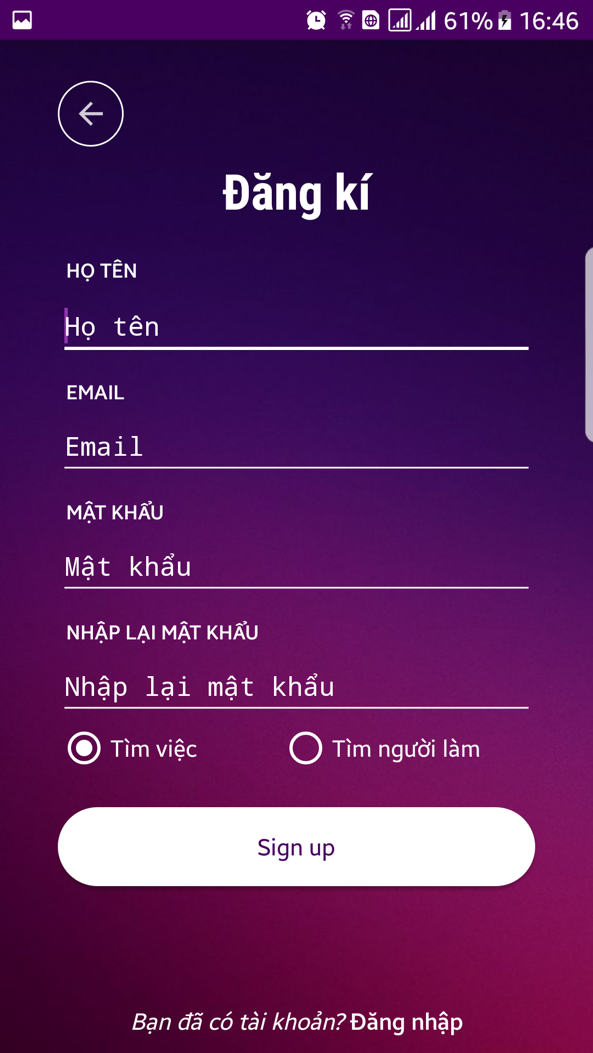 61% 16:46
Đăng kí
HỌ TÊN
Họ tên
EMAIL
Email
MẬT KHẨU
Mật khẩu
NHẬP LẠI MẬT KHẨU
Nhập lại mật khẩu
Tìm việc Tìm người làm
Sign up
Bạn đã có tài khoản? Đăng nhập